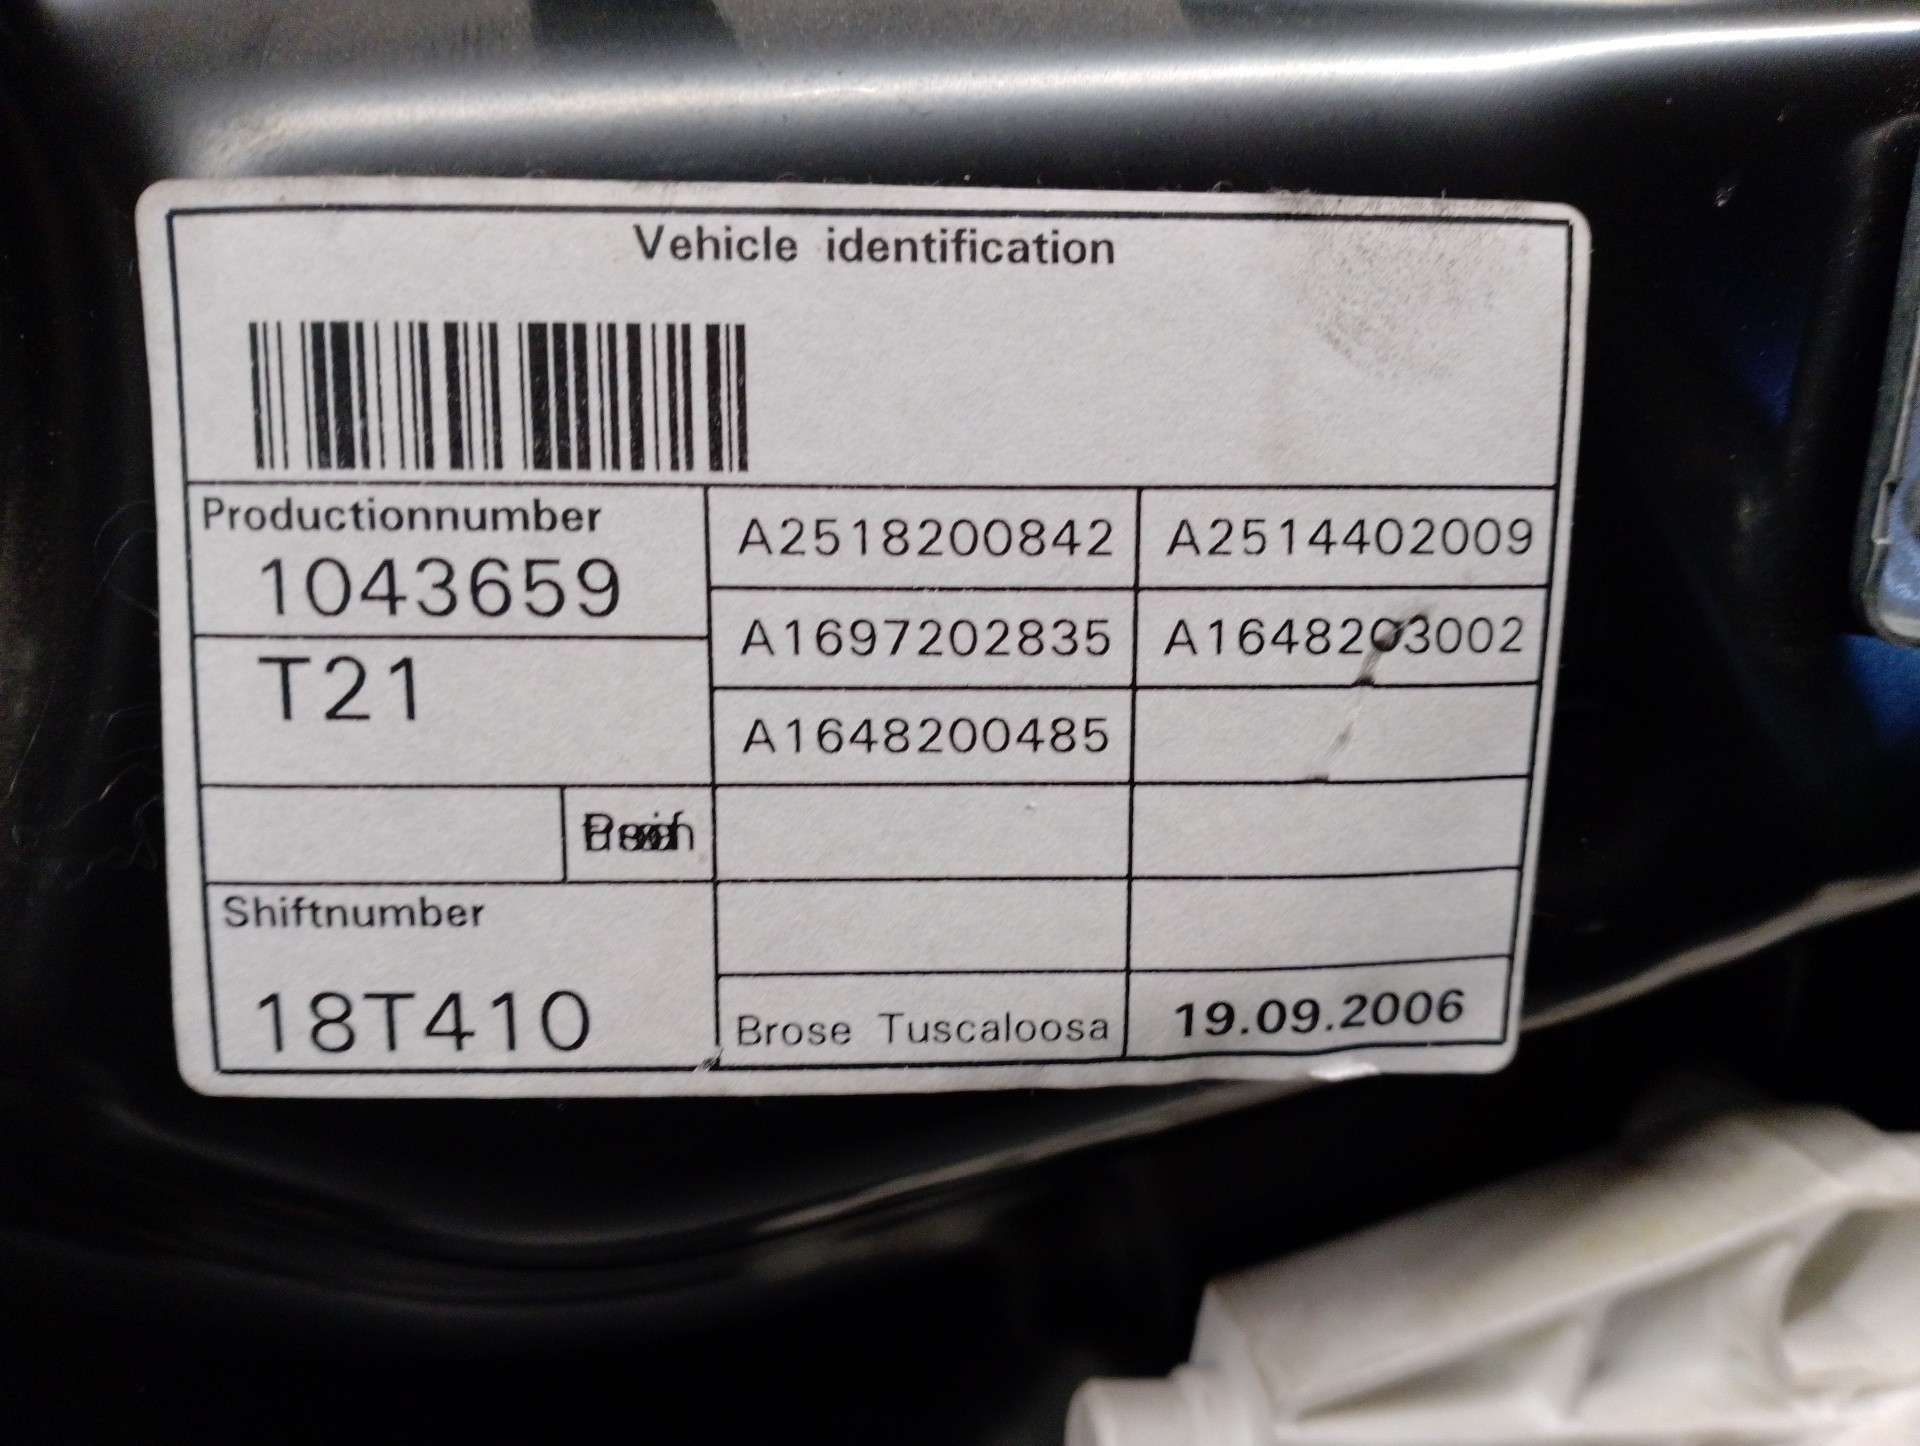 Vehicle identification
Productionnumber
1043659
T21
A2518200842 A2514402009
A1697202835 A1648203002
A1648200485
Shiftnumber
18T410
Brose Tuscaloosa 19.09.2006